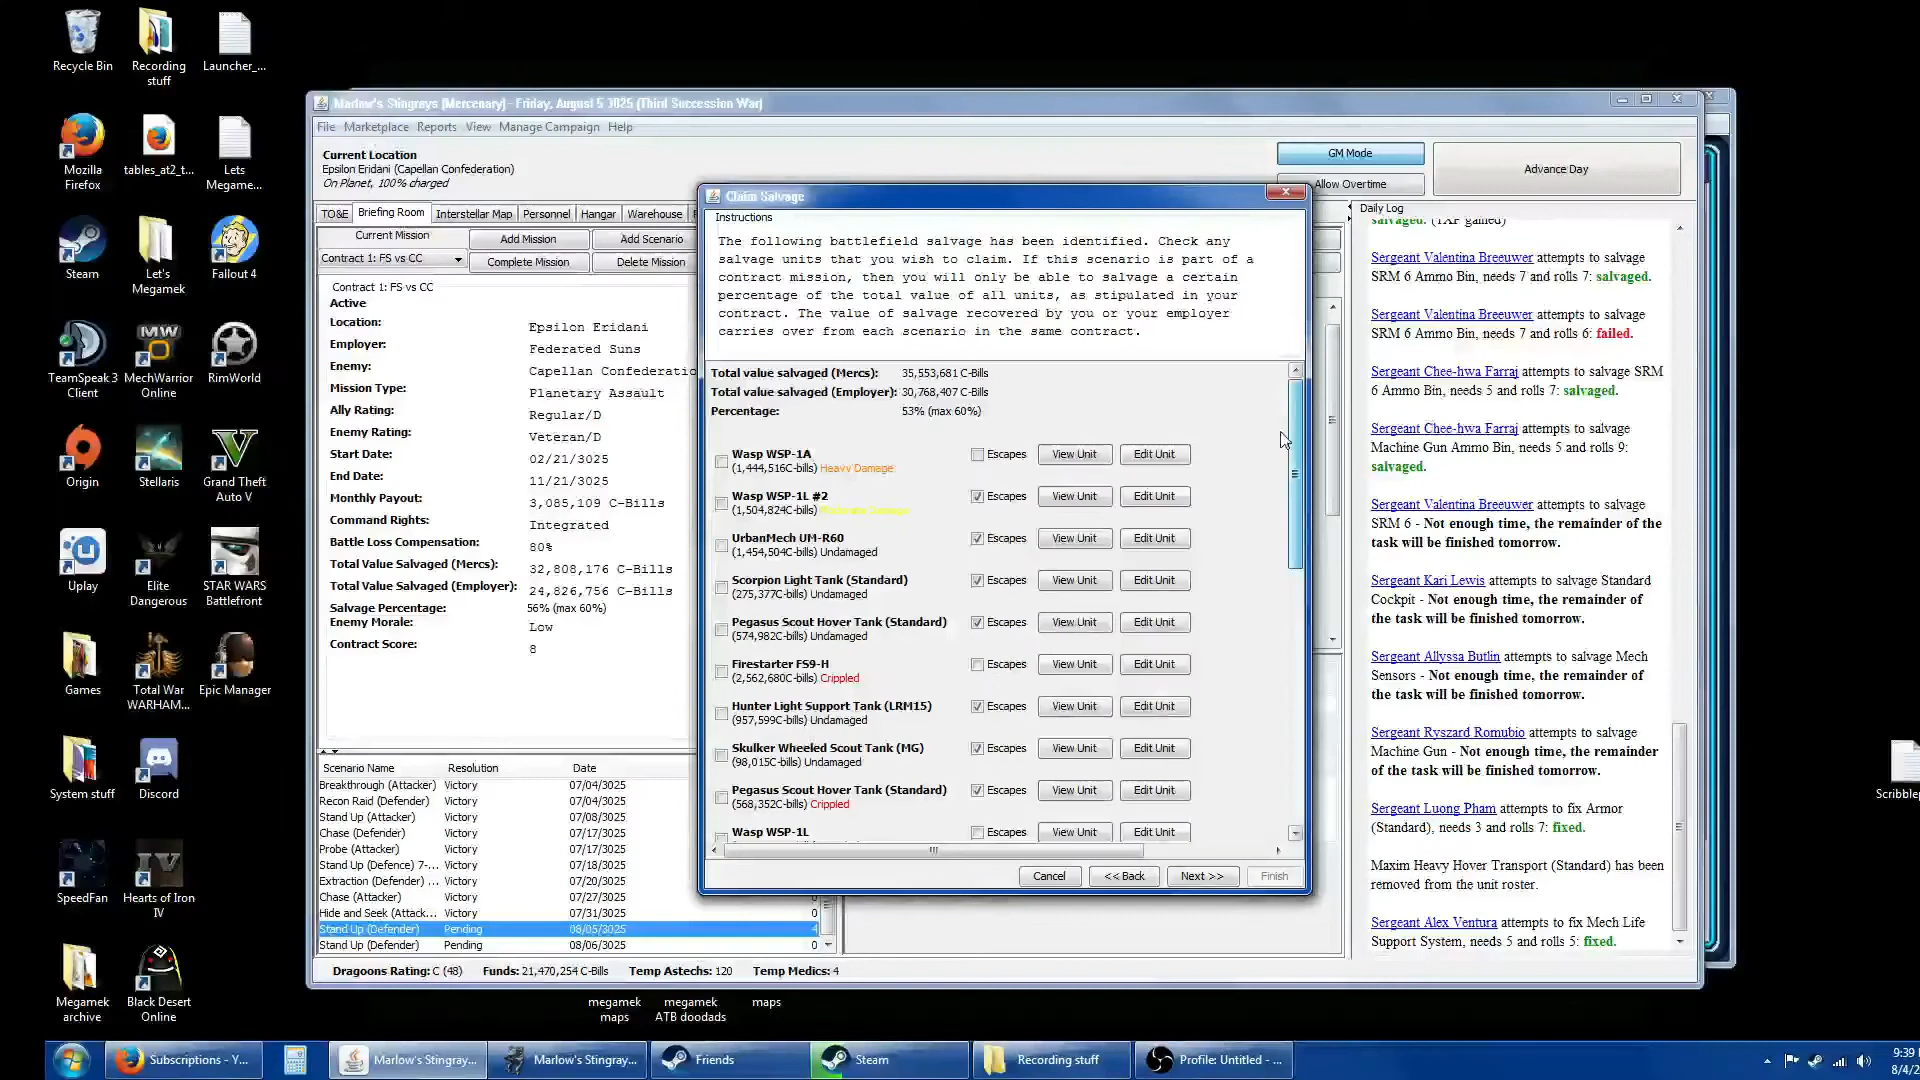 Recycle Bin
Recording stuff
Launcher_...
Mozilla Firefox
tables_at2_t...
Lets Megame...
Steam
Let's Megamek
Fallout 4
TeamSpeak 3 Client
MechWarrior Online
RimWorld
Origin
Stellaris
Grand Theft Auto V
Uplay
Elite Dangerous
STAR WARS Battlefront
Games
Total War WARHAM...
Epic Manager
System stuff
Discord
SpeedFan
Hearts of Iron IV
Megamek archive
Black Desert Online
megamek maps
megamek ATB doodads
maps
Scribblep
Marlow's Stingrays (Mercenary) - Friday, August 5 3025 (Third Succession War)
File Marketplace Reports View Manage Campaign Help
Current Location
Epsilon Eridani (Capellan Confederation)
On Planet, 100% charged
GM Mode
Allow Overtime
Advance Day
TO&E Briefing Room Interstellar Map Personnel Hangar Warehouse
Current Mission
Add Mission
Add Scenario
Contract 1: FS vs CC
Complete Mission
Delete Mission
Contract 1: FS vs CC
Active
Location: Epsilon Eridani
Employer: Federated Suns
Enemy: Capellan Confederatio
Mission Type: Planetary Assault
Ally Rating: Regular/D
Enemy Rating: Veteran/D
Start Date: 02/21/3025
End Date: 11/21/3025
Monthly Payout: 3,085,109 C-Bills
Command Rights: Integrated
Battle Loss Compensation: 80%
Total Value Salvaged (Mercs): 32,808,176 C-Bills
Total Value Salvaged (Employer): 24,826,756 C-Bills
Salvage Percentage: 56% (max 60%)
Enemy Morale: Low
Contract Score: 8
Scenario Name Resolution Date
Breakthrough (Attacker) Victory 07/04/3025
Recon Raid (Defender) Victory 07/04/3025
Stand Up (Attacker) Victory 07/08/3025
Chase (Defender) Victory 07/17/3025
Probe (Attacker) Victory 07/17/3025
Stand Up (Defence) 7-... Victory 07/18/3025
Extraction (Defender) Victory 07/20/3025
Chase (Attacker) Victory 07/27/3025
Hide and Seek (Attack... Victory 07/31/3025 0
Stand Up (Defender) Pending 08/05/3025 4
Stand Up (Defender) Pending 08/06/3025 0
Dragoons Rating: C (48) Funds: 21,470,254 C-Bills Temp Astechs: 120 Temp Medics: 4
Claim Salvage
Instructions
The following battlefield salvage has been identified. Check any
salvage units that you wish to claim. If this scenario is part of a
contract mission, then you will only be able to salvage a certain
percentage of the total value of all units, as stipulated in your
contract. The value of salvage recovered by you or your employer
carries over from each scenario in the same contract.
Total value salvaged (Mercs): 35,553,681 C-Bills
Total value salvaged (Employer): 30,768,407 C-Bills
Percentage: 53% (max 60%)
Wasp WSP-1A
(1,444,516C-bills) Heavy Damage
Escapes View Unit Edit Unit
Wasp WSP-1L #2
(1,504,824C-bills) Moderate Damage
Escapes View Unit Edit Unit
UrbanMech UM-R60
(1,454,504C-bills) Undamaged
Escapes View Unit Edit Unit
Scorpion Light Tank (Standard)
(275,377C-bills) Undamaged
Escapes View Unit Edit Unit
Pegasus Scout Hover Tank (Standard)
(574,982C-bills) Undamaged
Escapes View Unit Edit Unit
Firestarter FS9-H
(2,562,680C-bills) Crippled
Escapes View Unit Edit Unit
Hunter Light Support Tank (LRM15)
(957,599C-bills) Undamaged
Escapes View Unit Edit Unit
Skulker Wheeled Scout Tank (MG)
(98,015C-bills) Undamaged
Escapes View Unit Edit Unit
Pegasus Scout Hover Tank (Standard)
(568,352C-bills) Crippled
Escapes View Unit Edit Unit
Wasp WSP-1L
Escapes View Unit Edit Unit
Cancel << Back Next >> Finish
Daily Log
salvaged. (1XP gained)
Sergeant Valentina Breeuwer attempts to salvage
SRM 6 Ammo Bin, needs 7 and rolls 7: salvaged.
Sergeant Valentina Breeuwer attempts to salvage
SRM 6 Ammo Bin, needs 7 and rolls 6: failed.
Sergeant Chee-hwa Farraj attempts to salvage SRM
6 Ammo Bin, needs 5 and rolls 7: salvaged.
Sergeant Chee-hwa Farraj attempts to salvage
Machine Gun Ammo Bin, needs 5 and rolls 9:
salvaged.
Sergeant Valentina Breeuwer attempts to salvage
SRM 6 - Not enough time, the remainder of the
task will be finished tomorrow.
Sergeant Kari Lewis attempts to salvage Standard
Cockpit - Not enough time, the remainder of
the task will be finished tomorrow.
Sergeant Allyssa Butlin attempts to salvage Mech
Sensors - Not enough time, the remainder of
the task will be finished tomorrow.
Sergeant Ryszard Romubio attempts to salvage
Machine Gun - Not enough time, the remainder
of the task will be finished tomorrow.
Sergeant Luong Pham attempts to fix Armor
(Standard), needs 3 and rolls 7: fixed.
Maxim Heavy Hover Transport (Standard) has been
removed from the unit roster.
Sergeant Alex Ventura attempts to fix Mech Life
Support System, needs 5 and rolls 5: fixed.
Subscriptions - Y...
Marlow's Stingray...
Marlow's Stingray...
Friends
Steam
Recording stuff
Profile: Untitled - ...
9:39
8/4/2